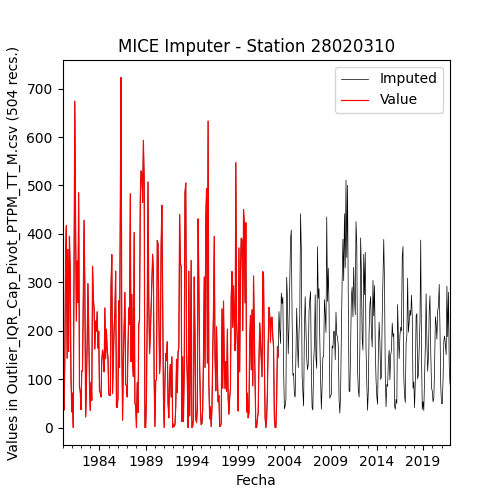 MICE Imputer - Station 28020310
Imputed
Value
Values in Outlier_IQR_Cap_Pivot_PTPM_TT_M.csv (504 recs.)
700
600
500
400
300
200
100
0
1984 1989 1994 1999 2004 2009 2014 2019
Fecha